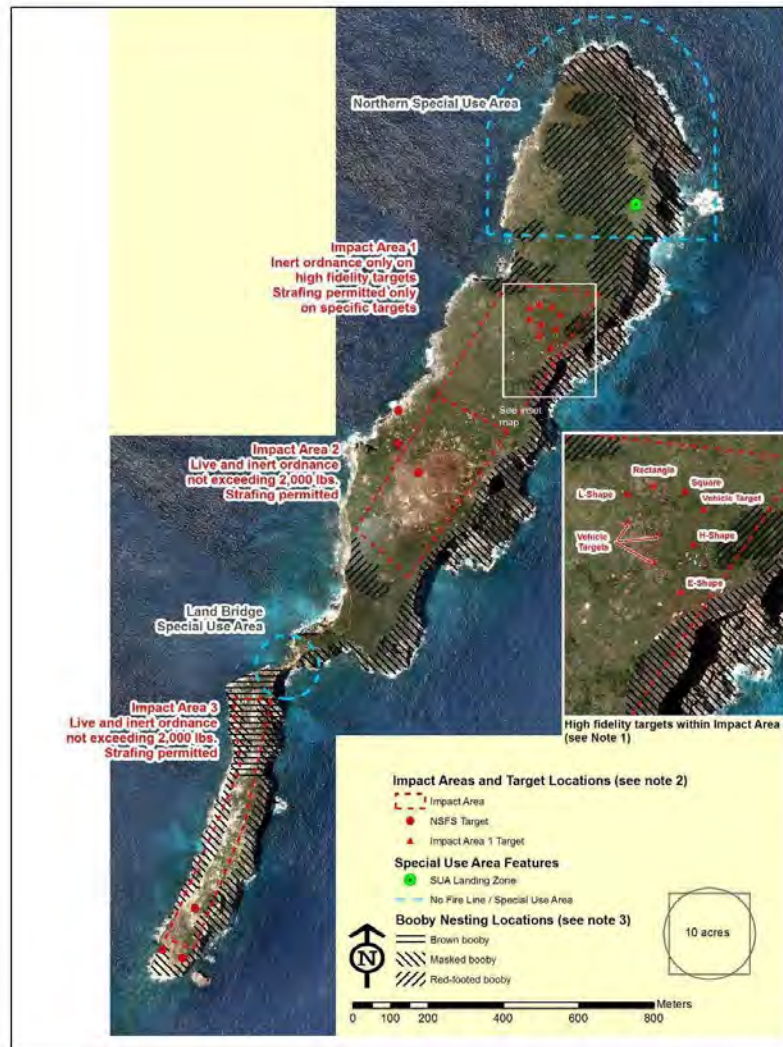 Northern Special Use Area
Impact Area 1
Inert ordnance only on
high fidelity targets
Strafing permitted only
on specific targets
See inset
map
Impact Area 2
Live and inert ordnance
not exceeding 2,000 lbs.
Strafing permitted
Rectangle
Square
L-Shape
Vehicle Target
Vehicle
Targets
H-Shape
E-Shape
Land Bridge
Special Use Area
Impact Area 3
Live and inert ordnance
not exceeding 2,000 lbs.
Strafing permitted
High fidelity targets within Impact Area
(see Note 1)
Impact Areas and Target Locations (see note 2)
Impact Area
NSFS Target
Impact Area 1 Target
Special Use Area Features
SUA Landing Zone
No Fire Line / Special Use Area
Booby Nesting Locations (see note 3)
Brown booby
Masked booby
Red-footed booby
10 acres
N
Meters
0 100 200 400 600 800